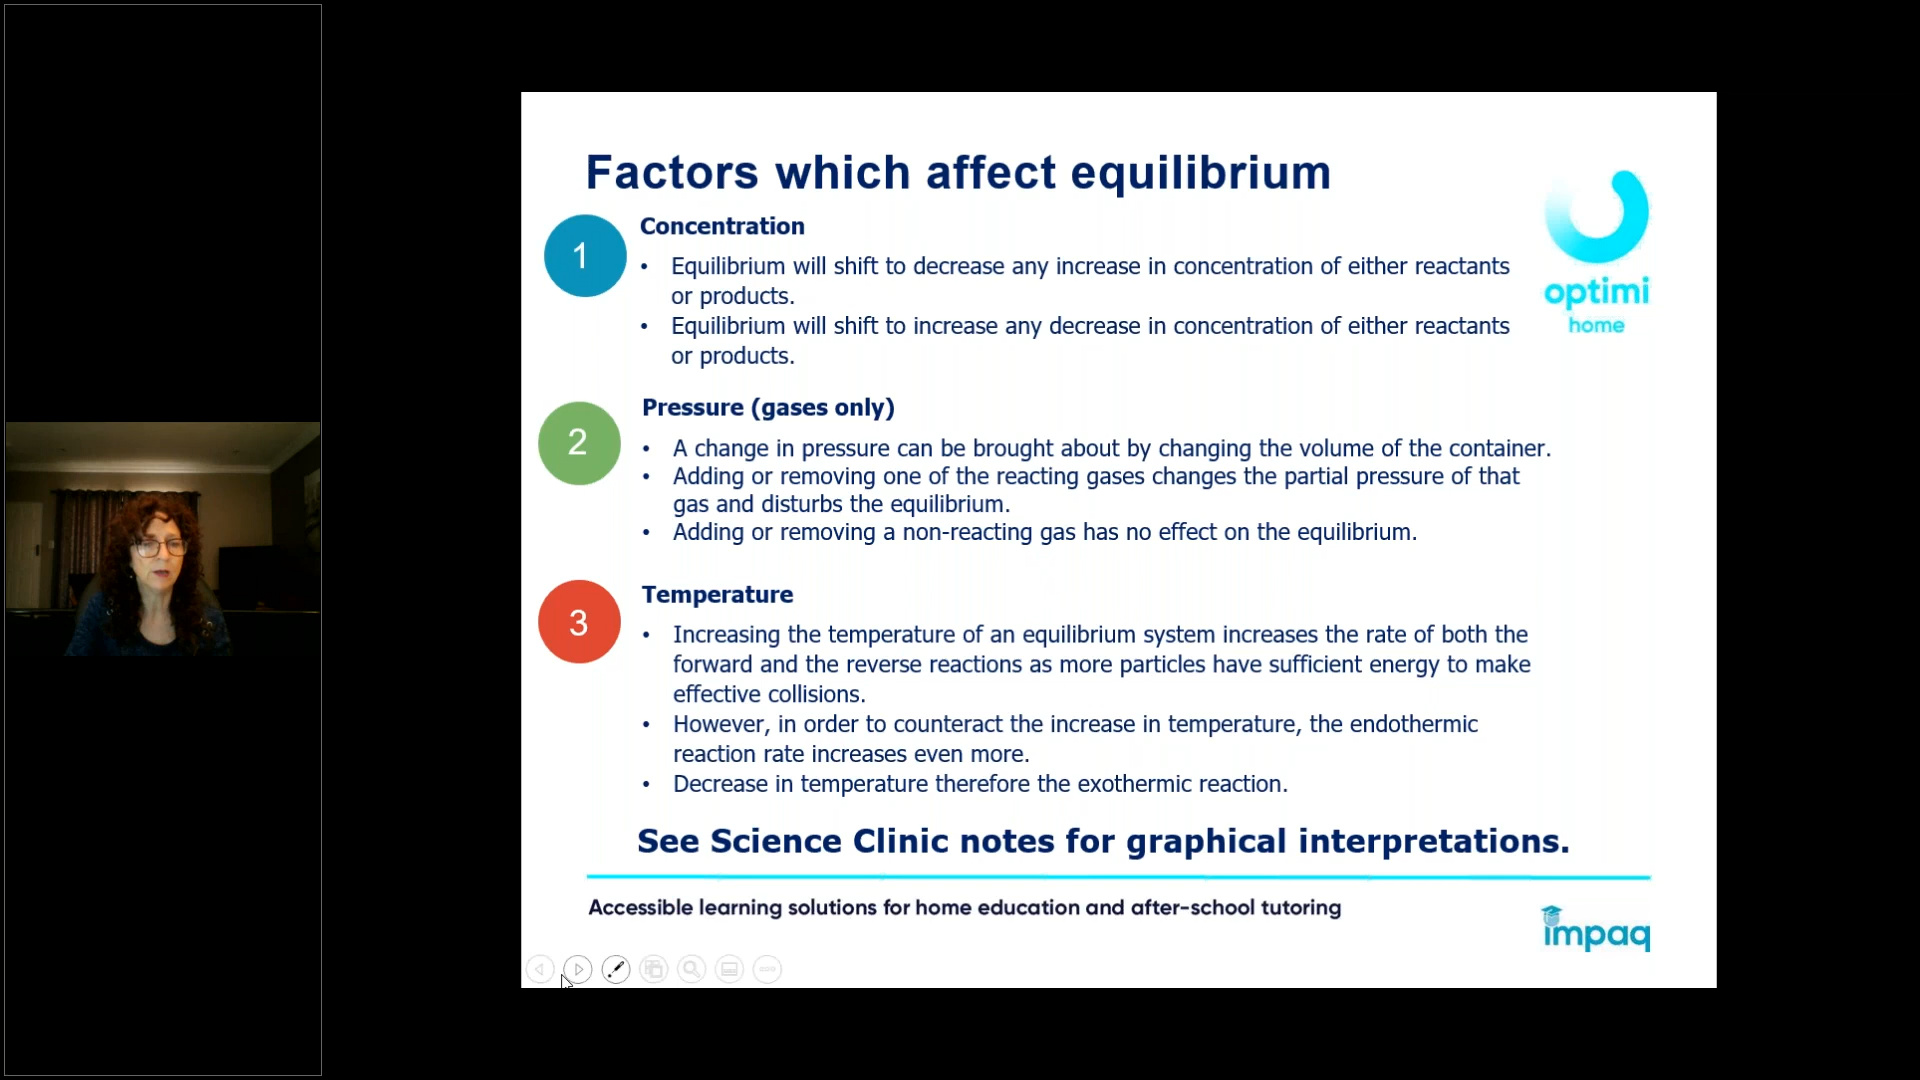 Factors which affect equilibrium
1
Concentration
• Equilibrium will shift to decrease any increase in concentration of either reactants
or products.
• Equilibrium will shift to increase any decrease in concentration of either reactants
or products.
optimi
home
2
Pressure (gases only)
• A change in pressure can be brought about by changing the volume of the container.
• Adding or removing one of the reacting gases changes the partial pressure of that
gas and disturbs the equilibrium.
• Adding or removing a non-reacting gas has no effect on the equilibrium.
3
Temperature
• Increasing the temperature of an equilibrium system increases the rate of both the
forward and the reverse reactions as more particles have sufficient energy to make
effective collisions.
• However, in order to counteract the increase in temperature, the endothermic
reaction rate increases even more.
• Decrease in temperature therefore the exothermic reaction.
See Science Clinic notes for graphical interpretations.
Accessible learning solutions for home education and after-school tutoring
impaq